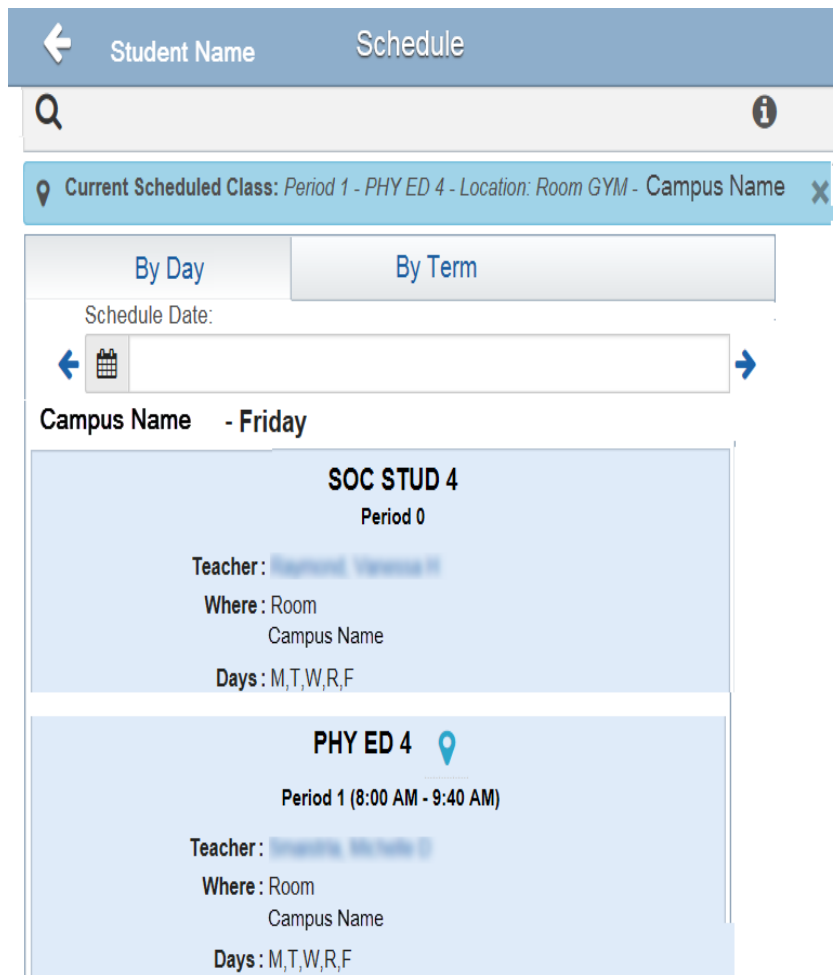 Student Name Schedule
Current Scheduled Class: Period 1 - PHY ED 4 - Location: Room GYM - Campus Name
By Day By Term
Schedule Date:
Campus Name - Friday
SOC STUD 4
Period 0
Teacher :
Where : Room
Campus Name
Days : M,T,W,R,F
PHY ED 4
Period 1 (8:00 AM - 9:40 AM)
Teacher :
Where : Room
Campus Name
Days : M,T,W,R,F